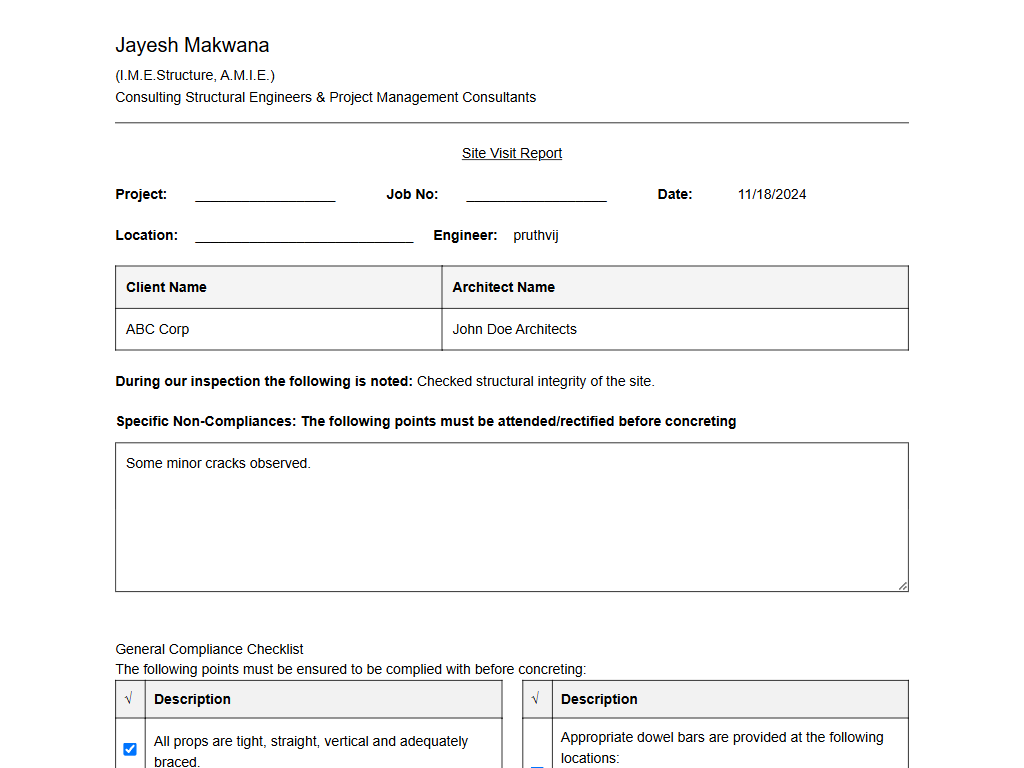 Jayesh Makwana
(I.M.E.Structure, A.M.I.E.)
Consulting Structural Engineers & Project Management Consultants
Site Visit Report
Project: __________________ Job No: __________________ Date: 11/18/2024
Location: ____________________________ Engineer: pruthvij
Client Name Architect Name
ABC Corp John Doe Architects
During our inspection the following is noted: Checked structural integrity of the site.
Specific Non-Compliances: The following points must be attended/rectified before concreting
Some minor cracks observed.
General Compliance Checklist
The following points must be ensured to be complied with before concreting:
√ Description
All props are tight, straight, vertical and adequately
braced.
√ Description
Appropriate dowel bars are provided at the following
locations: